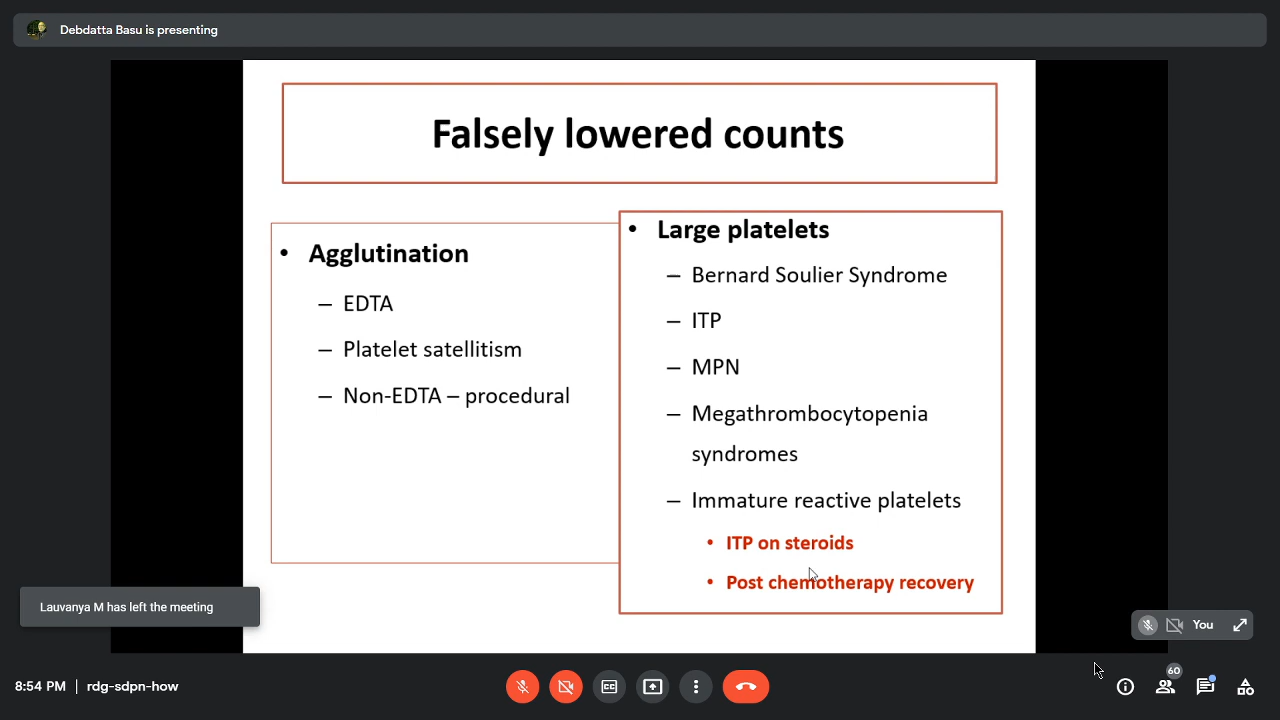 Debdatta Basu is presenting
Falsely lowered counts
• Agglutination
– EDTA
– Platelet satellitism
– Non-EDTA – procedural
• Large platelets
– Bernard Soulier Syndrome
– ITP
– MPN
– Megathrombocytopenia
syndromes
– Immature reactive platelets
• ITP on steroids
• Post chemotherapy recovery
Lauvanya M has left the meeting
You
8:54 PM | rdg-sdpn-how
CC
60